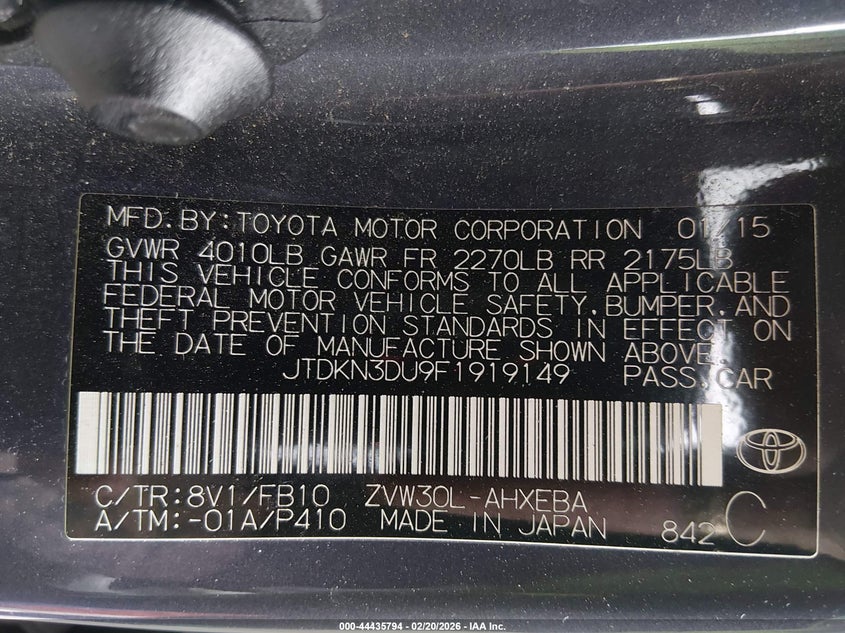 MFD.BY:TOYOTA MOTOR CORPORATION 01/15
GVWR 4010LB GAWR FR 2270LB RR 2175LB
THIS VEHICLE CONFORMS TO ALL APPLICABLE
FEDERAL MOTOR VEHICLE SAFETY,BUMPER,AND
THEFT PREVENTION STANDARDS IN EFFECT ON
THE DATE OF MANUFACTURE SHOWN ABOVE.
JTDKN3DU9F1919149 PASS.CAR
C/TR:8V1/FB10 ZVW30L-AHXEBA
A/TM:-01A/P410 MADE IN JAPAN 842 C
000-44435794 - 02/20/2026 - IAA Inc.